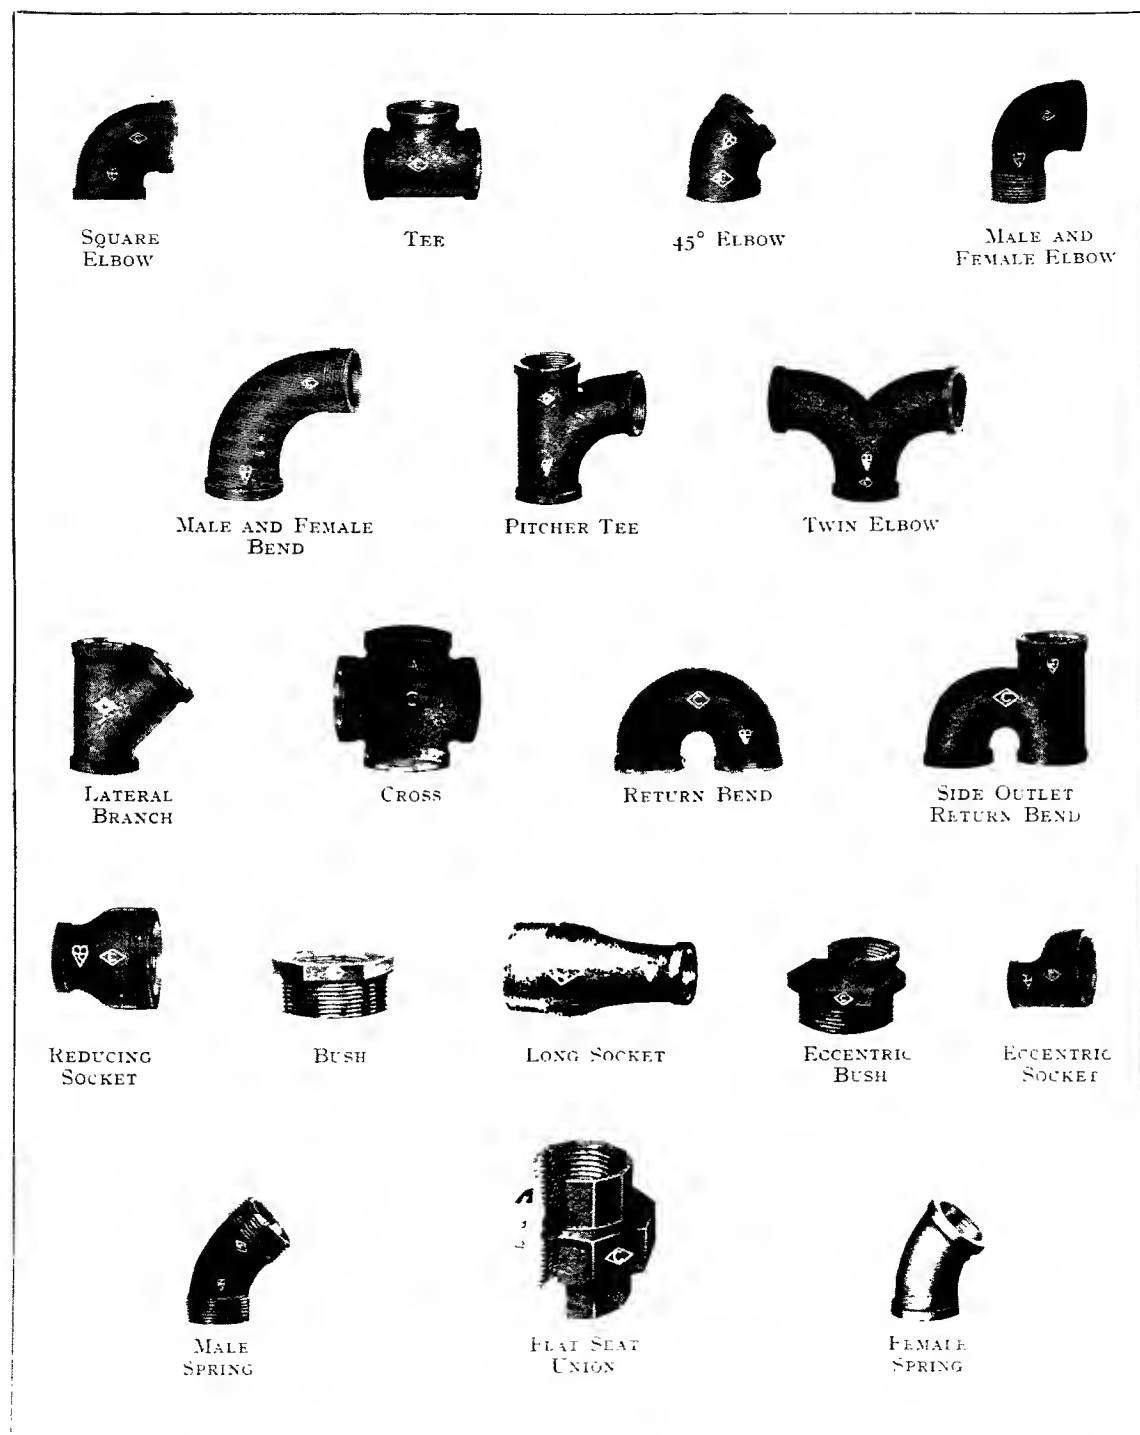 SQUARE
ELBOW
TEE
45° ELBOW
MALE AND
FEMALE ELBOW
MALE AND FEMALE
BEND
PITCHER TEE
TWIN ELBOW
LATERAL
BRANCH
CROSS
RETURN BEND
SIDE OUTLET
RETURN BEND
REDUCING
SOCKET
BUSH
LONG SOCKET
ECCENTRIC
BUSH
ECCENTRIC
SOCKET
MALE
SPRING
FLAT SEAT
UNION
FEMALE
SPRING